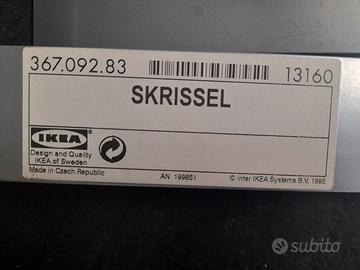 367.092.83 13160
SKRISSEL
IKEA
Design and Quality
IKEA of Sweden
Made in Czech Republic
AN 199851
© Inter IKEA Systems B.V. 1995
subito